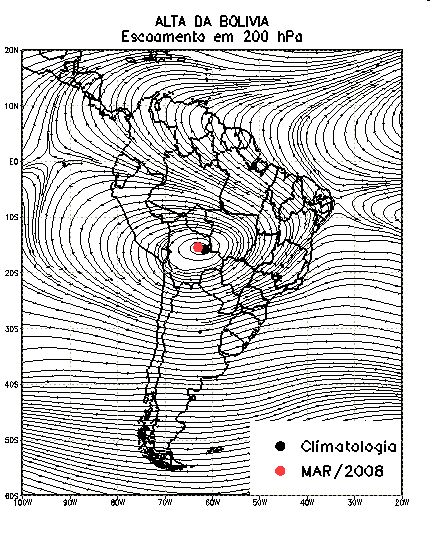 ALTA DA BOLIVIA
Escoamento em 200 hPa
20N
10N
EQ
10S
20S
30S
40S
50S
60S
100W 90W 80W 70W 60W 50W 40W 30W 20W
Climatologia
MAR/2008